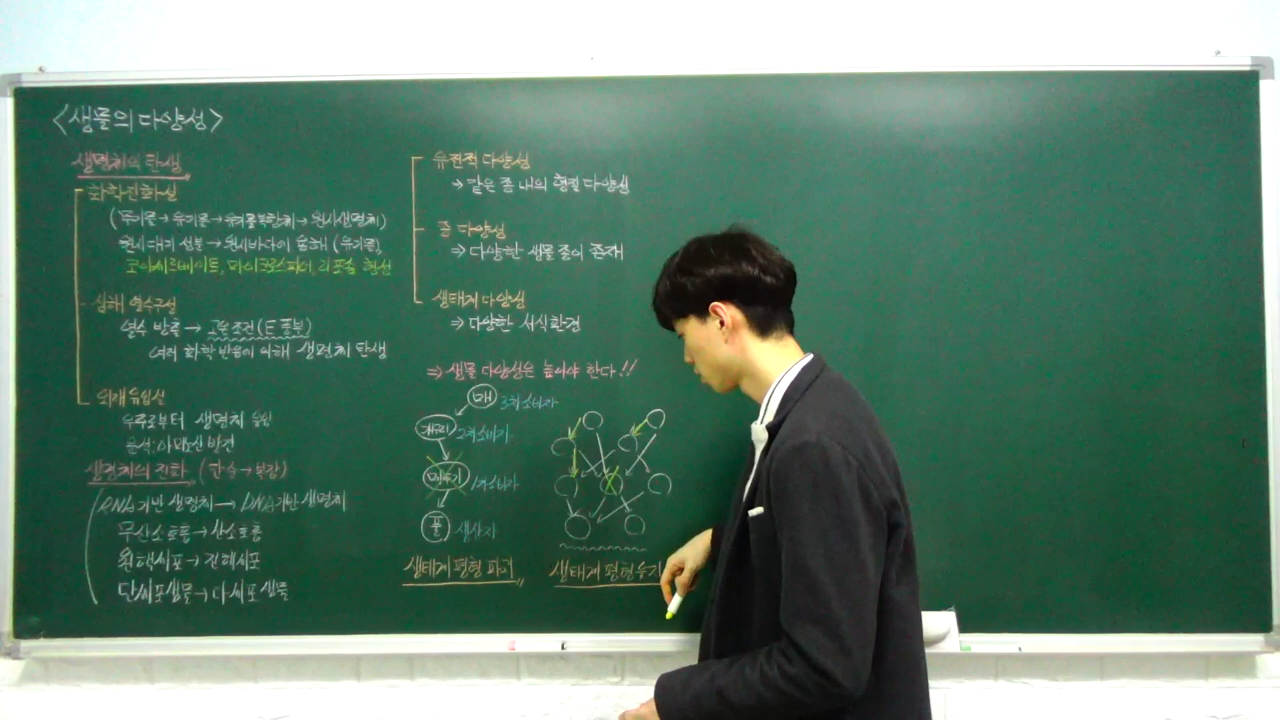 <생물의 다양성>
생명체의 탄생
화학진화설
(무기물→유기물→유기물복합체→원시생명체)
원시대기 성분→원시바다에 용해(유기물)
코아세르베이트, 마이크로스피어, 리포솜 형성
심해 열수구설
열수 분출 → 고온조건(E 풍부)
여러 화학반응에 의해 생명체 탄생
외계유입설
우주로부터 생명체 유입
운석: 아미노산 발견
생명체의 진화 (단순→복잡)
RNA기반생명체 → DNA기반생명체
무산소호흡→산소호흡
원핵세포→진핵세포
단세포생물→다세포생물
유전적 다양성
⇒ 같은 종 내의 형질 다양성
종 다양성
⇒ 다양한 생물 종이 존재
생태계 다양성
⇒ 다양한 서식환경
⇒ 생물 다양성은 높아야 한다!!
매 3차소비자
개구리 2차소비자
메뚜기 1차소비자
풀 생산자
생태계 평형 파괴
생태계 평형유지